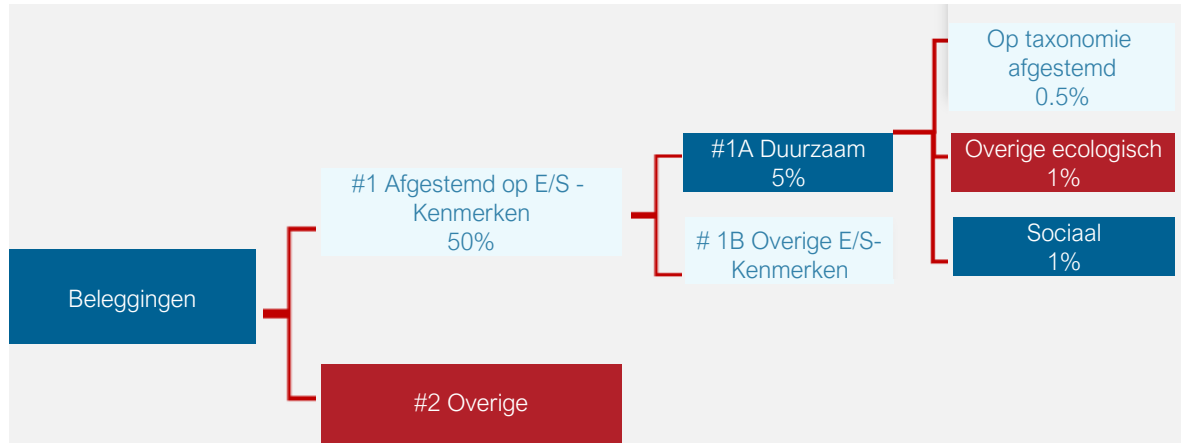 Beleggingen
#1 Afgestemd op E/S -
Kenmerken
50%
#2 Overige
#1A Duurzaam
5%
# 1B Overige E/S-
Kenmerken
Op taxonomie
afgestemd
0.5%
Overige ecologisch
1%
Sociaal
1%